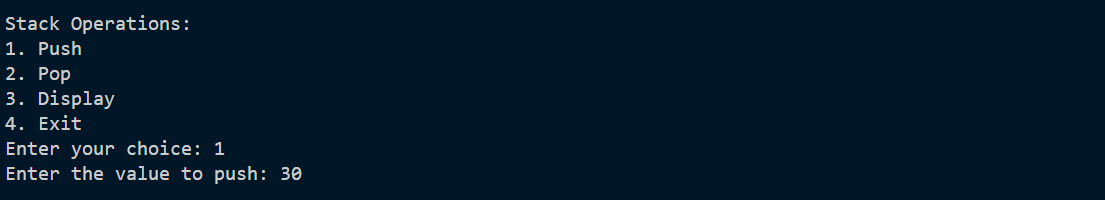 Stack Operations:
1. Push
2. Pop
3. Display
4. Exit
Enter your choice: 1
Enter the value to push: 30